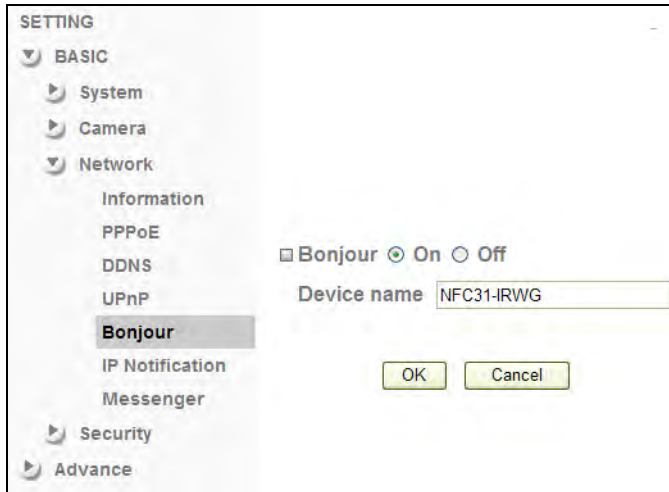 SETTING
BASIC
System
Camera
Network
Information
PPPoE
DDNS
UPnP
Bonjour
IP Notification
Messenger
Security
Advance
Bonjour On Off
Device name NFC31-IRWG
OK Cancel